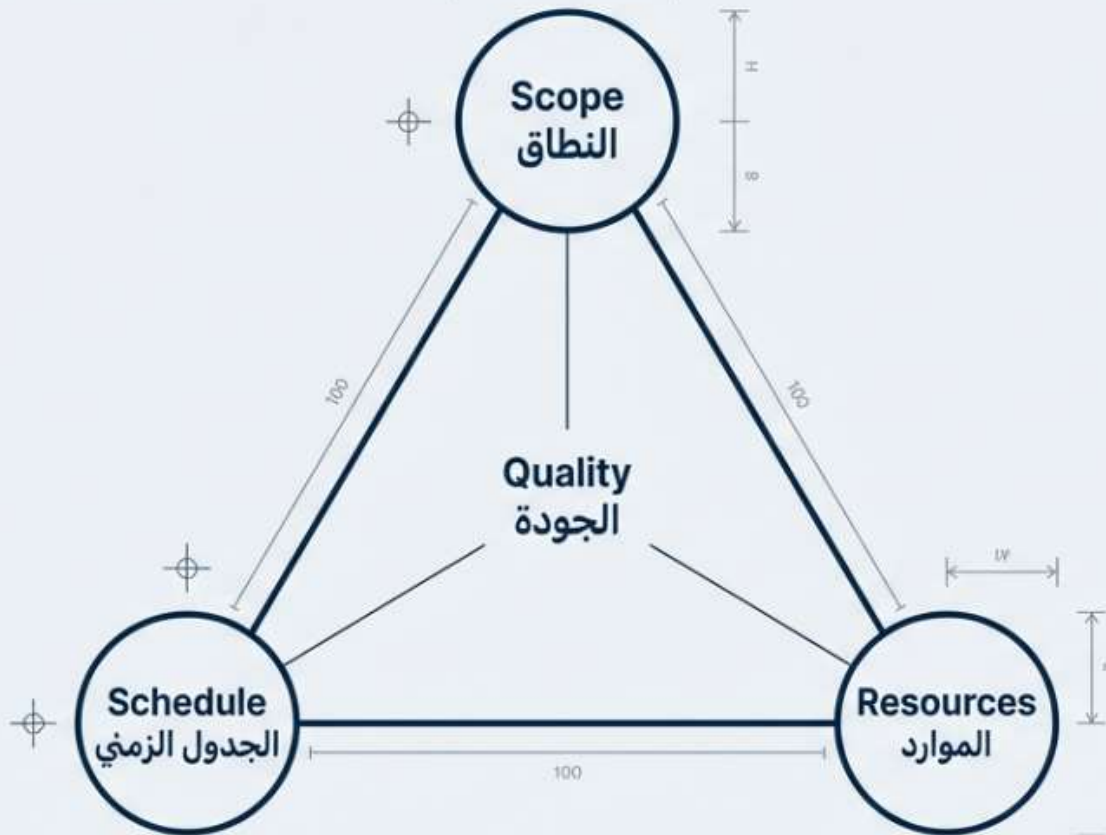 Scope
النطاق
H
B
100
100
Quality
الجودة
Schedule
الجدول الزمني
Resources
الموارد
100